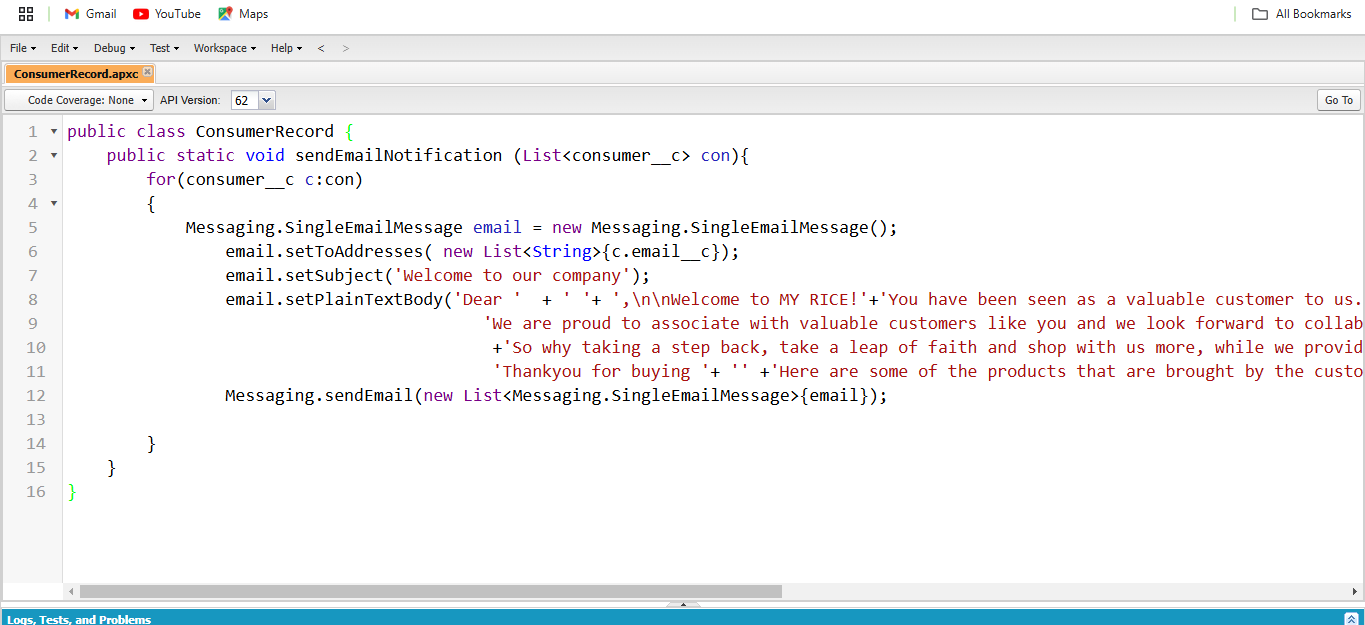 Gmail YouTube Maps All Bookmarks
File Edit Debug Test Workspace Help < >
ConsumerRecord.apxc
Code Coverage: None API Version: 62 Go To
1 public class ConsumerRecord {
2 public static void sendEmailNotification (List<consumer__c> con){
3 for(consumer__c c:con)
4 {
5 Messaging.SingleEmailMessage email = new Messaging.SingleEmailMessage();
6 email.setToAddresses( new List<String>{c.email__c});
7 email.setSubject('Welcome to our company');
8 email.setPlainTextBody('Dear '  + ' '+ ',\n\nWelcome to MY RICE!'+'You have been seen as a valuable customer to us.
9 'We are proud to associate with valuable customers like you and we look forward to collab
10 +'So why taking a step back, take a leap of faith and shop with us more, while we provid
11 'Thankyou for buying '+ '' +'Here are some of the products that are brought by the custo
12 Messaging.sendEmail(new List<Messaging.SingleEmailMessage>{email});
13
14 }
15 }
16 }
Logs, Tests, and Problems